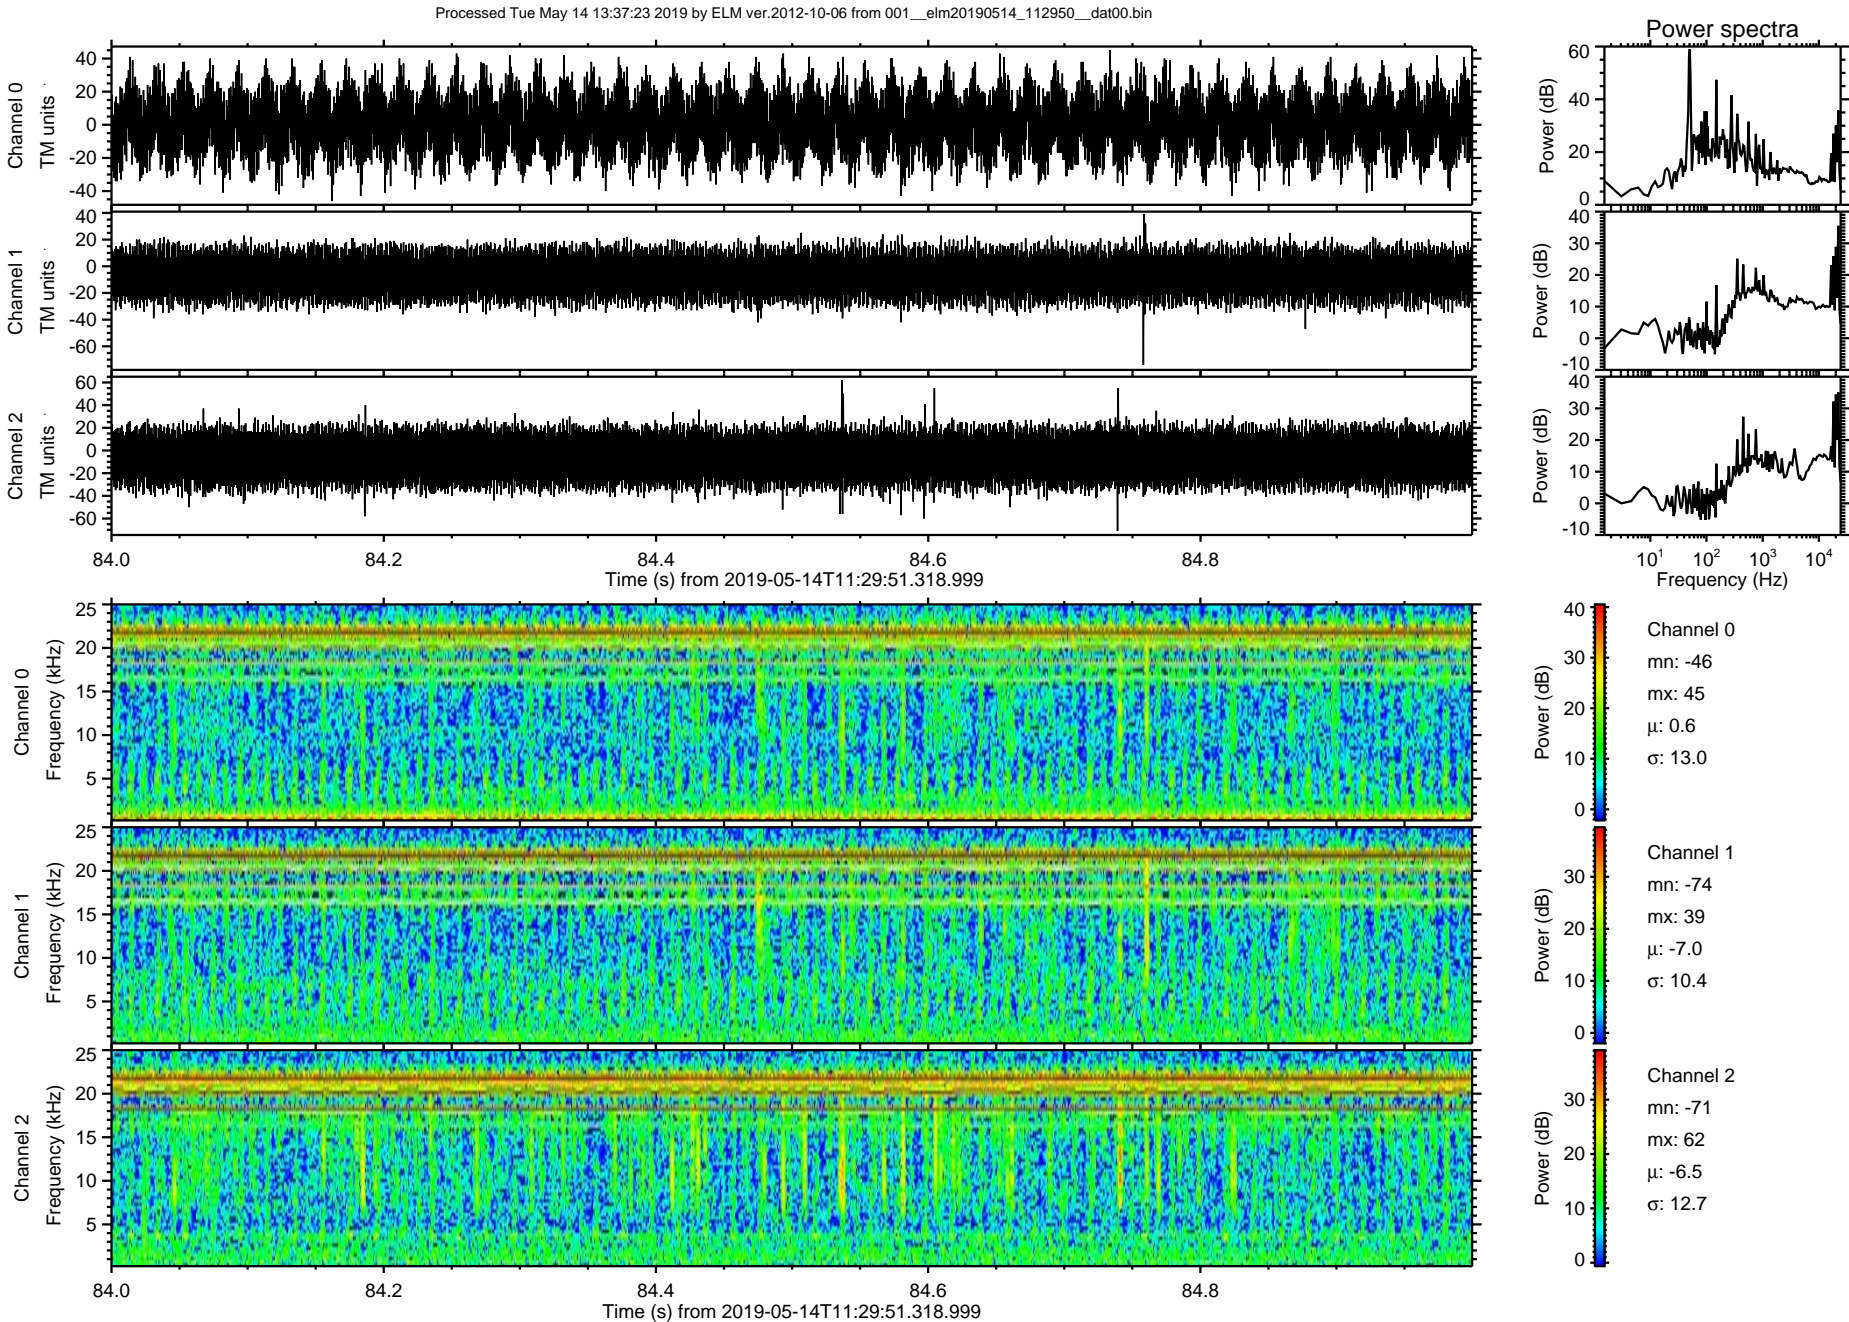 Processed Tue May 14 13:37:23 2019 by ELM ver.2012-10-06 from 001__elm20190514_112950__dat00.bin
Power spectra
Channel 0
TM units
40
20
0
-20
-40
Power (dB)
60
40
20
0
Channel 1
TM units
40
20
0
-20
-40
-60
Power (dB)
40
30
20
10
0
-10
Channel 2
TM units
60
40
20
0
-20
-40
-60
Power (dB)
40
30
20
10
0
-10
84.0 84.2 84.4 84.6 84.8
Time (s) from 2019-05-14T11:29:51.318.999
10^1 10^2 10^3 10^4
Frequency (Hz)
Channel 0
Frequency (kHz)
25
20
15
10
5
Power (dB)
40
30
20
10
0
Channel 0
mn: -46
mx: 45
μ: 0.6
σ: 13.0
Channel 1
Frequency (kHz)
25
20
15
10
5
Power (dB)
30
20
10
0
Channel 1
mn: -74
mx: 39
μ: -7.0
σ: 10.4
Channel 2
Frequency (kHz)
25
20
15
10
5
Power (dB)
30
20
10
0
Channel 2
mn: -71
mx: 62
μ: -6.5
σ: 12.7
84.0 84.2 84.4 84.6 84.8
Time (s) from 2019-05-14T11:29:51.318.999